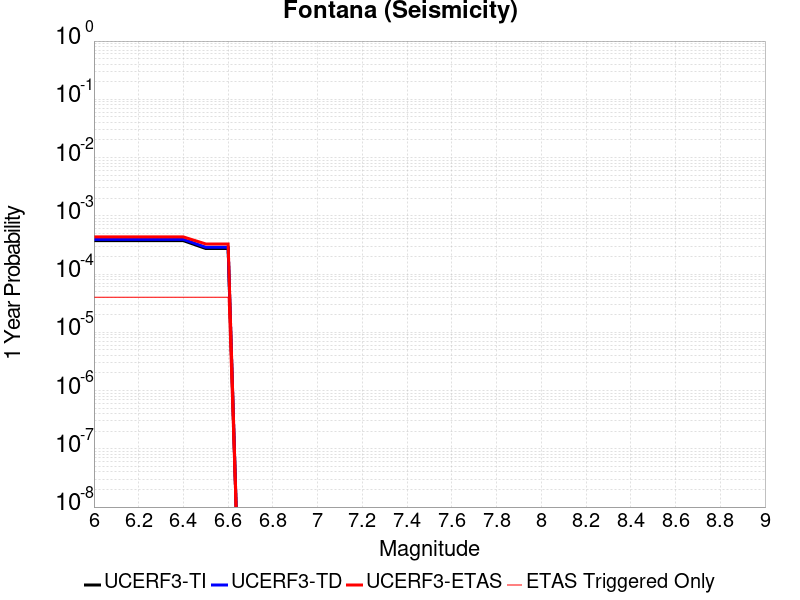 Fontana (Seismicity)
10^0
10^-1
10^-2
10^-3
10^-4
10^-5
10^-6
10^-7
10^-8
1 Year Probability
6 6.2 6.4 6.6 6.8 7 7.2 7.4 7.6 7.8 8 8.2 8.4 8.6 8.8 9
Magnitude
UCERF3-TI UCERF3-TD UCERF3-ETAS ETAS Triggered Only